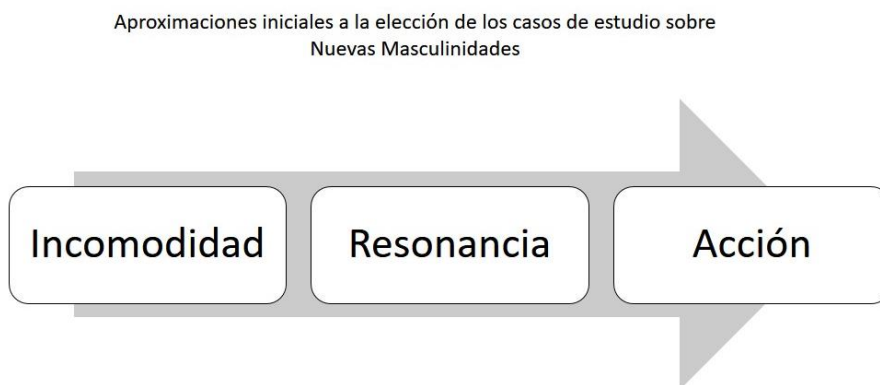 Aproximaciones iniciales a la elección de los casos de estudio sobre
Nuevas Masculinidades
Incomodidad
Resonancia
Acción